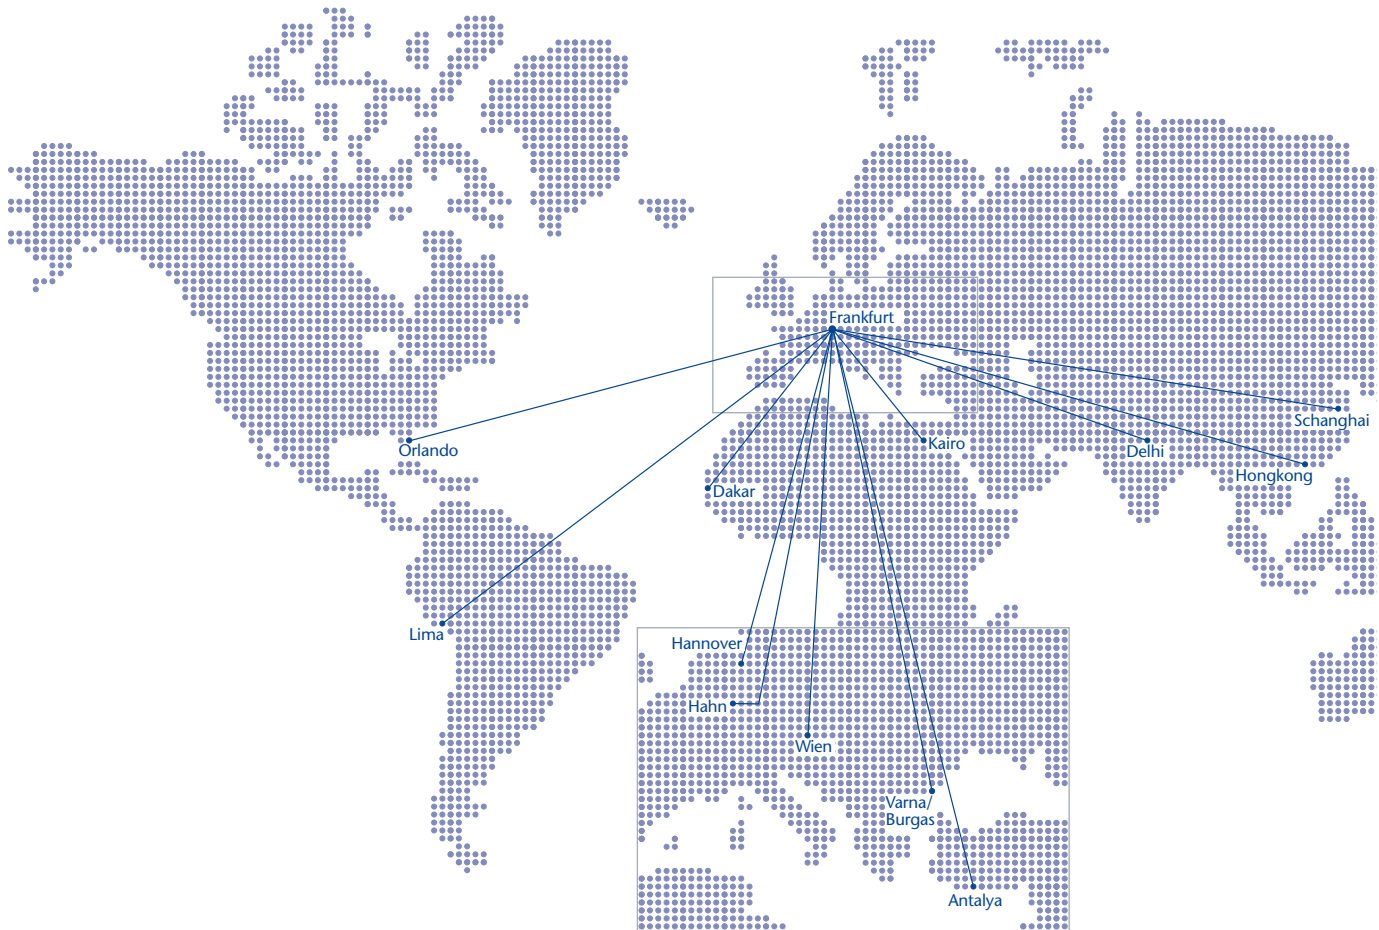 Frankfurt
Schanghai
Orlando
Kairo
Delhi
Hongkong
Dakar
Lima
Hannover
Hahn
Wien
Varna/
Burgas
Antalya